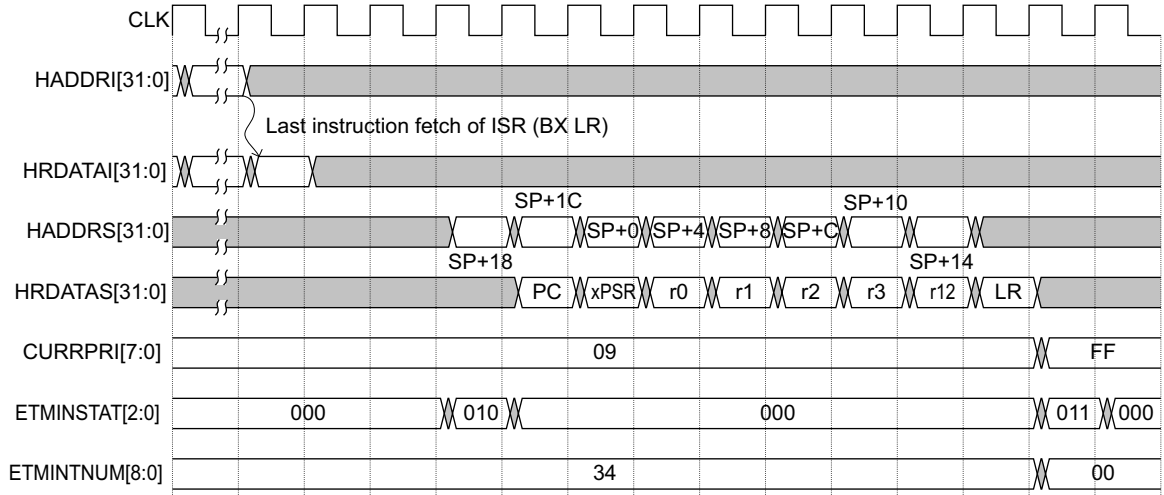 CLK
HADDRI[31:0]
Last instruction fetch of ISR (BX LR)
HRDATAI[31:0]
SP+1C SP+10
HADDRS[31:0] SP+0 SP+4 SP+8 SP+C
SP+18 SP+14
HRDATAS[31:0] PC xPSR r0 r1 r2 r3 r12 LR
CURRPRI[7:0] 09 FF
ETMINSTAT[2:0] 000 010 000 011 000
ETMINTNUM[8:0] 34 00